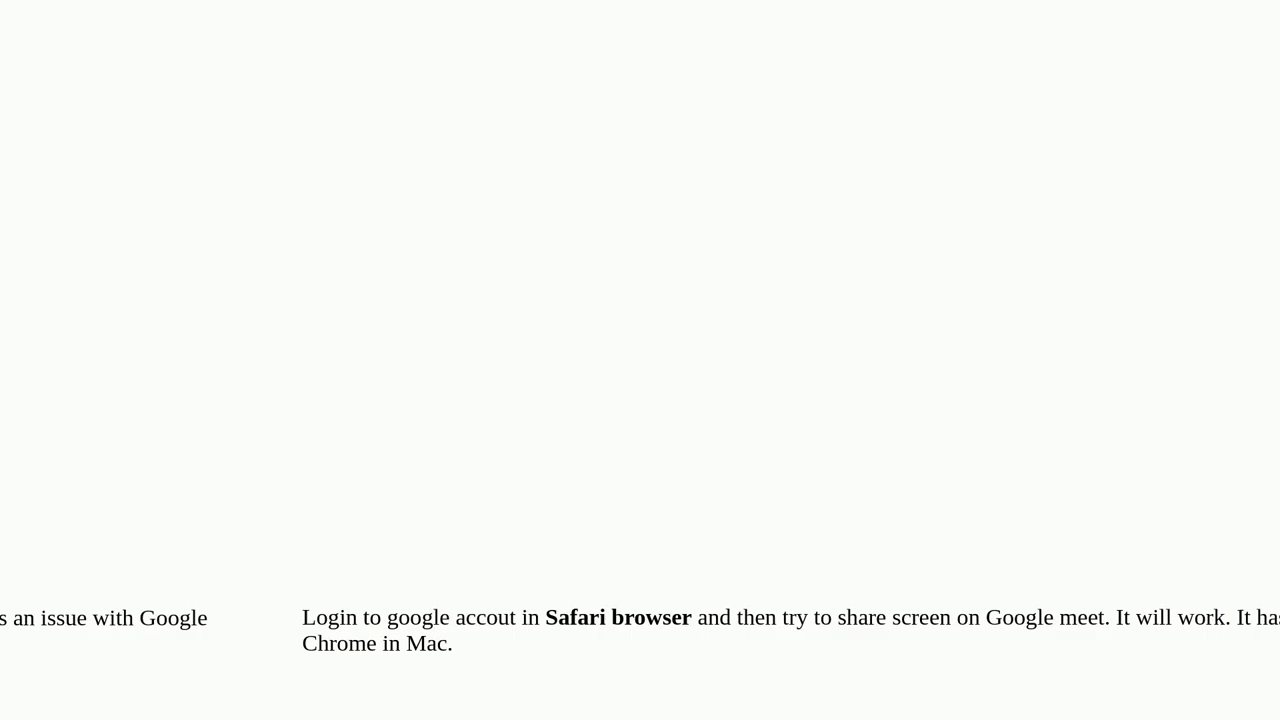 Login to google accout in Safari browser and then try to share screen on Google meet. It will work. It
s an issue with Google
Chrome in Mac.